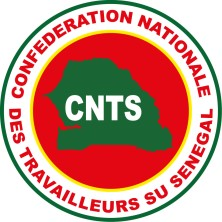 CONFEDERATION NATIONALE
DES TRAVAILLEURS SU SENEGAL
CNTS